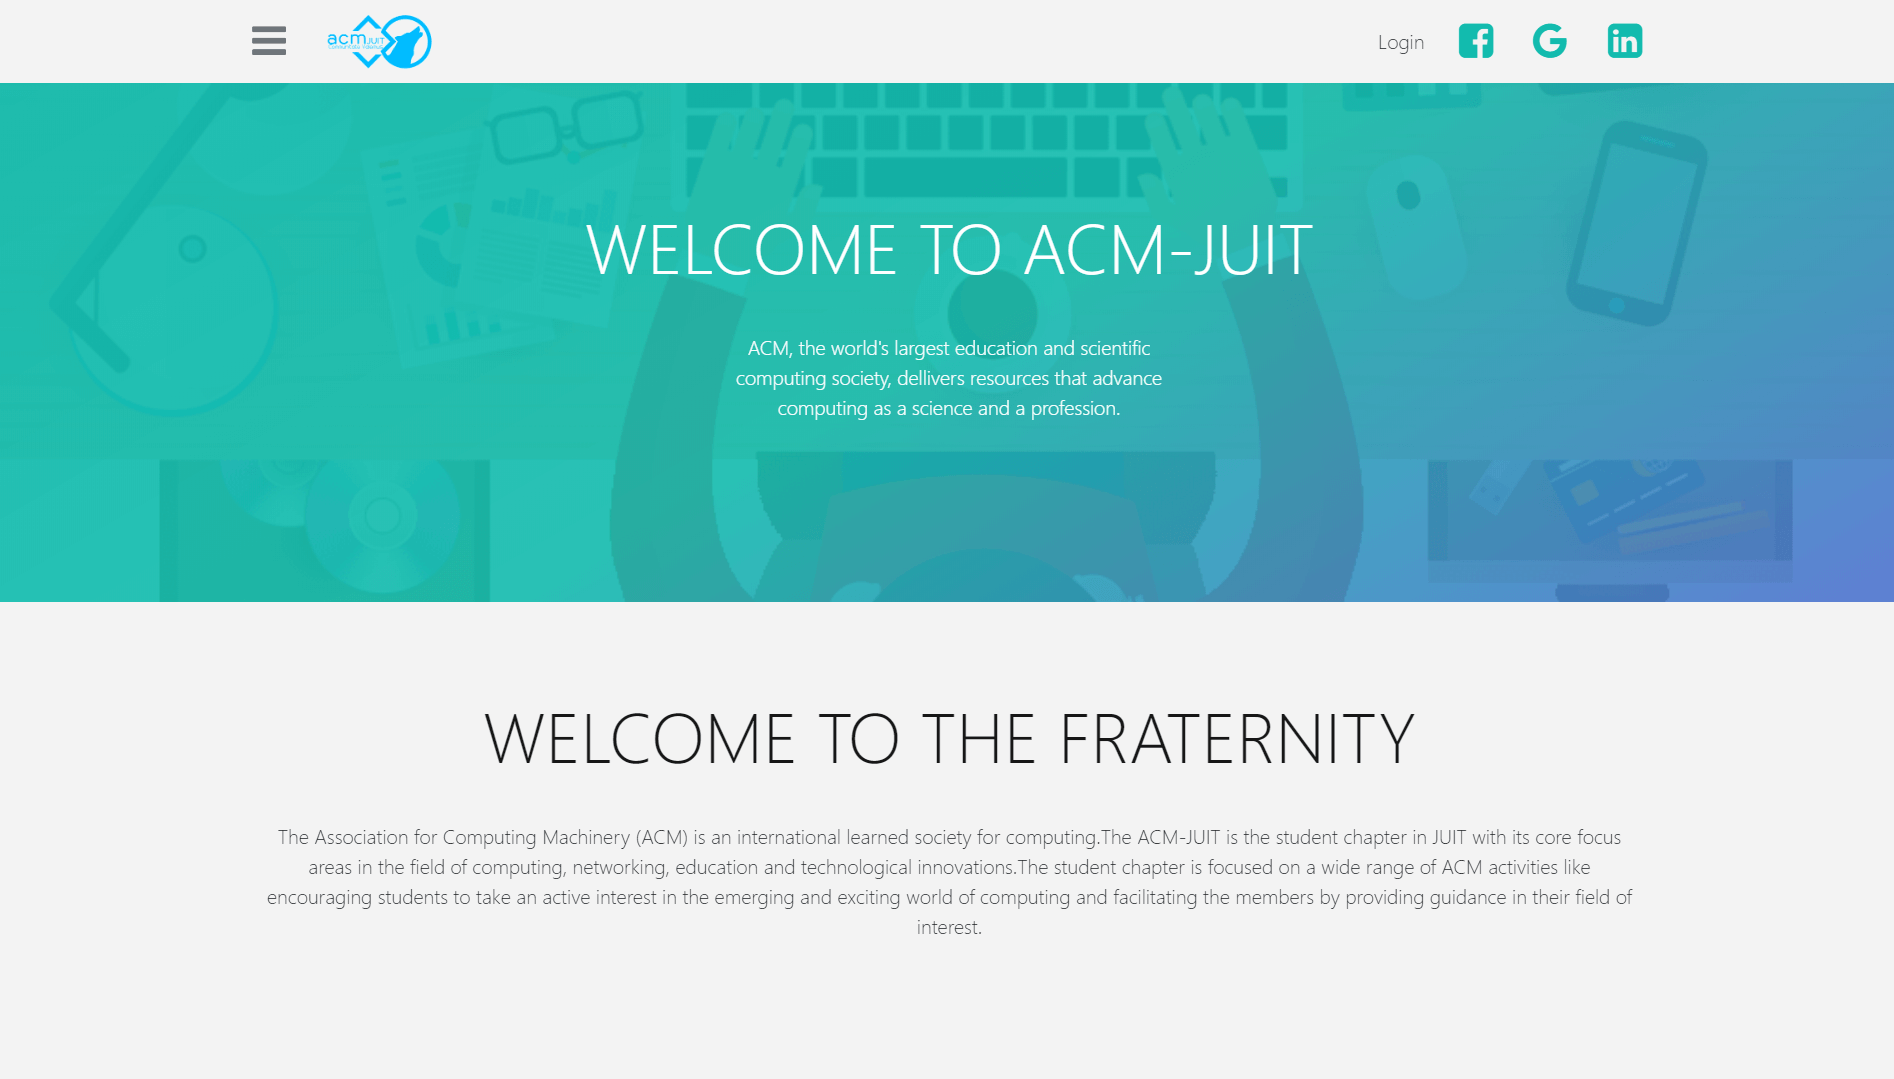 acm JUIT
Login
WELCOME TO ACM-JUIT
ACM, the world's largest education and scientific
computing society, dellivers resources that advance
computing as a science and a profession.
WELCOME TO THE FRATERNITY
The Association for Computing Machinery (ACM) is an international learned society for computing.The ACM-JUIT is the student chapter in JUIT with its core focus
areas in the field of computing, networking, education and technological innovations.The student chapter is focused on a wide range of ACM activities like
encouraging students to take an active interest in the emerging and exciting world of computing and facilitating the members by providing guidance in their field of
interest.